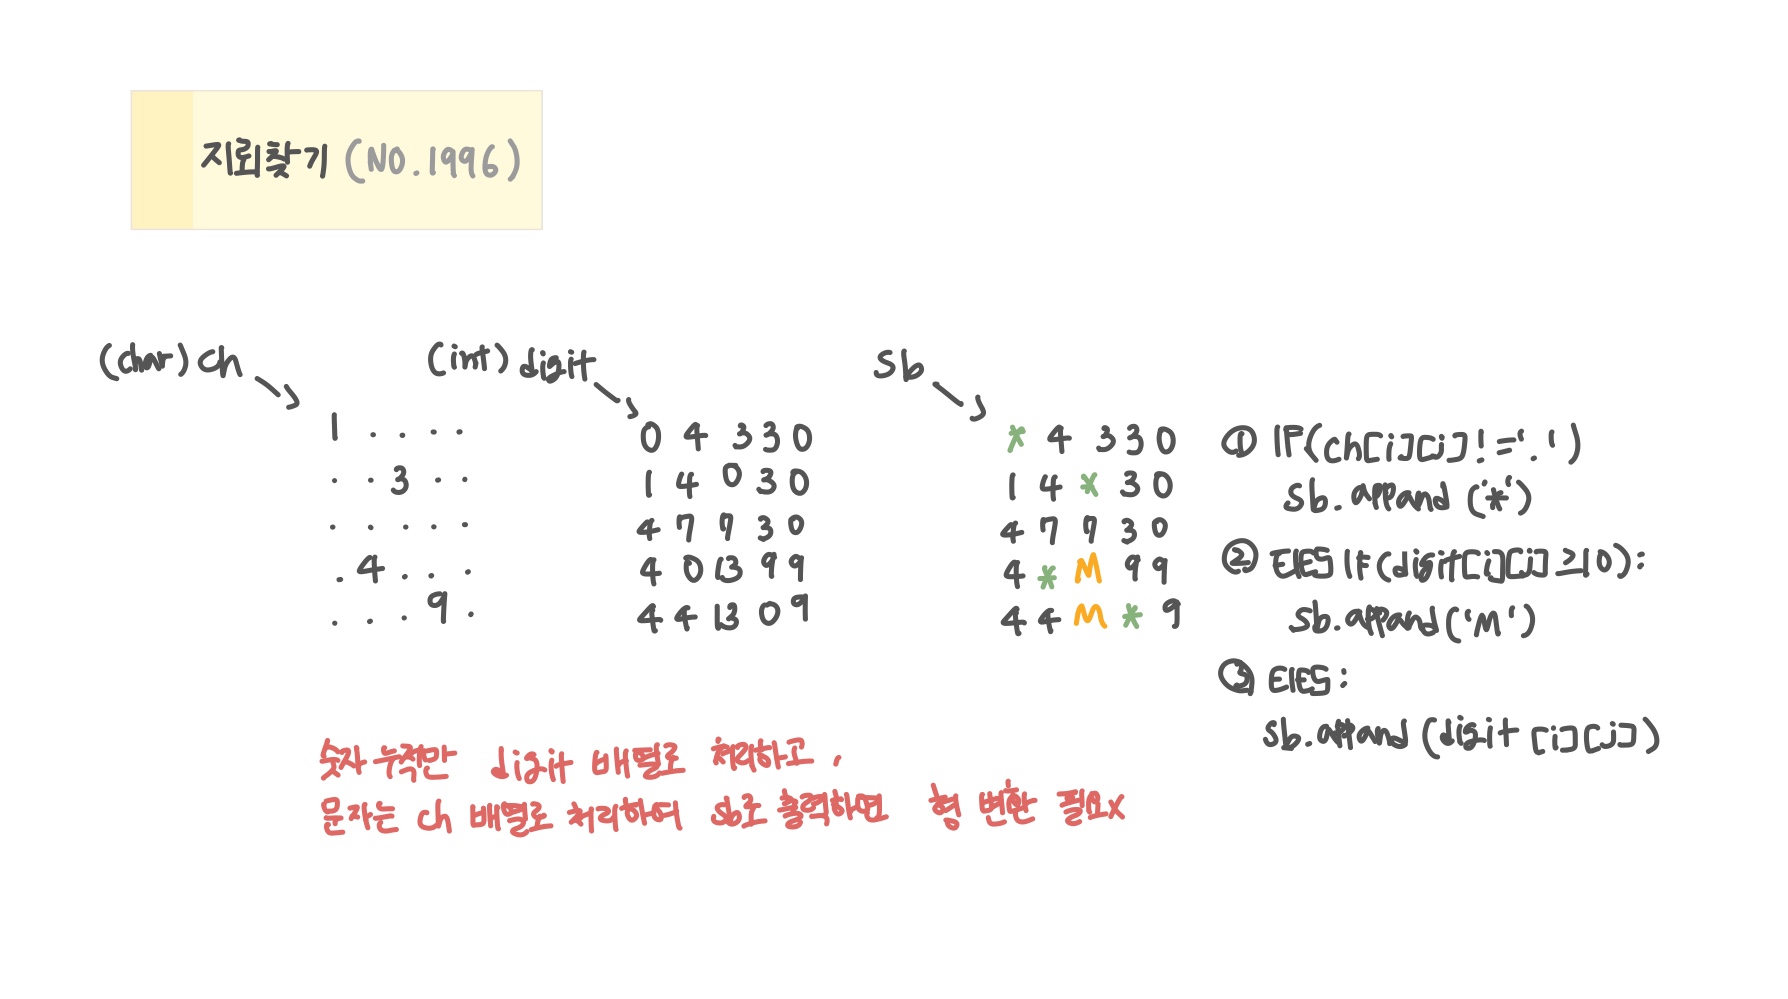 지뢰찾기 (NO.1996)
(char) ch
(int) digit
Sb
1 . . . .
. . 3 . .
. . . . .
. 4 . . .
. . . 9 .
0 4 3 3 0
1 4 0 3 0
4 7 7 3 0
4 0 13 9 9
4 4 13 0 9
* 4 3 3 0
1 4 * 3 0
4 7 7 3 0
4 * M 9 9
4 4 M * 9
① IF(ch[i][j]!='.')
sb.appand('*')
② ElES IF(digit[i][j]≥10):
sb.appand('M')
③ ElES:
sb.appand(digit[i][j])
숫자 누적만 digit 배열로 처리하고,
문자는 ch 배열로 처리하여 sb로 출력하면 형 변환 필요x